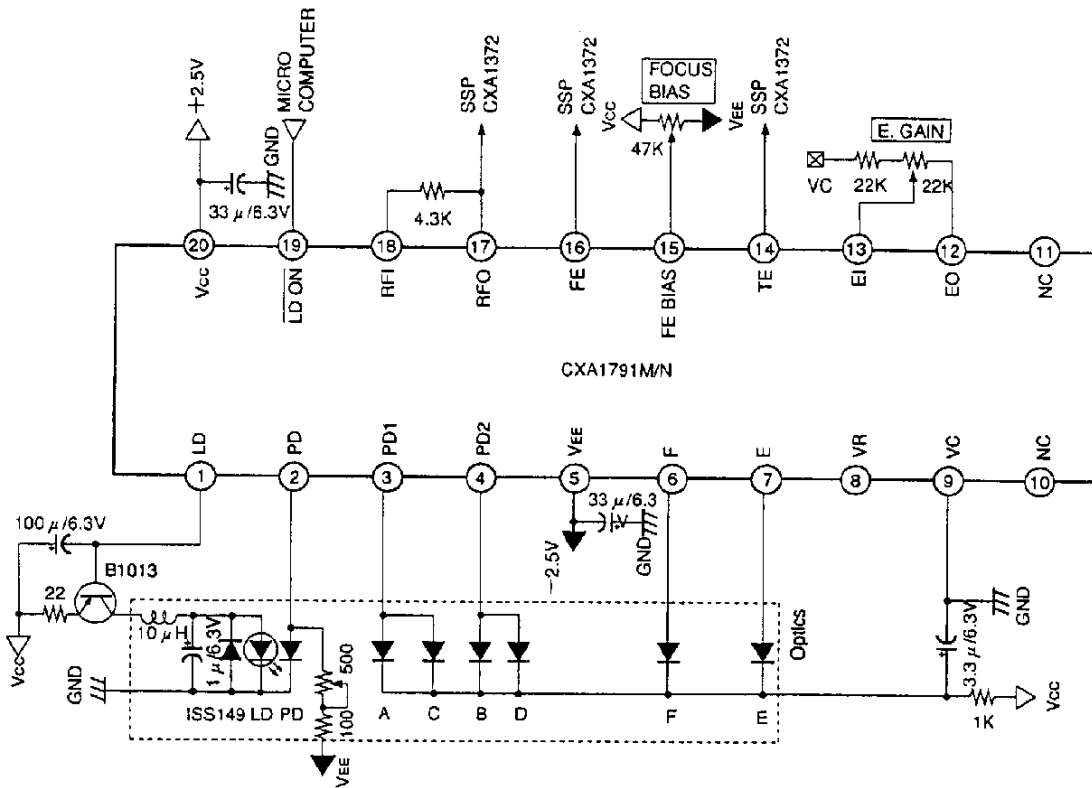 +2.5V
MICRO
COMPUTER
GND
33 μ/6.3V
SSP
CXA1372
4.3K
SSP
CXA1372
FOCUS
BIAS
Vcc
VEE
47K
SSP
CXA1372
E. GAIN
VC
22K
22K
20
19
18
17
16
15
14
13
12
11
Vcc
LD ON
RFI
RFO
FE
FE BIAS
TE
EI
EO
NC
CXA1791M/N
LD
PD
PD1
PD2
VEE
F
E
VR
VC
NC
1
2
3
4
5
6
7
8
9
10
100 μ/6.3V
B1013
22
10 μH
1 μ/6.3V
Vcc
GND
ISS149 LD PD
500
100
VEE
33 μ/6.3
V
GND
−2.5V
A
C
B
D
F
E
Optics
GND
3.3 μ/6.3V
1K
Vcc